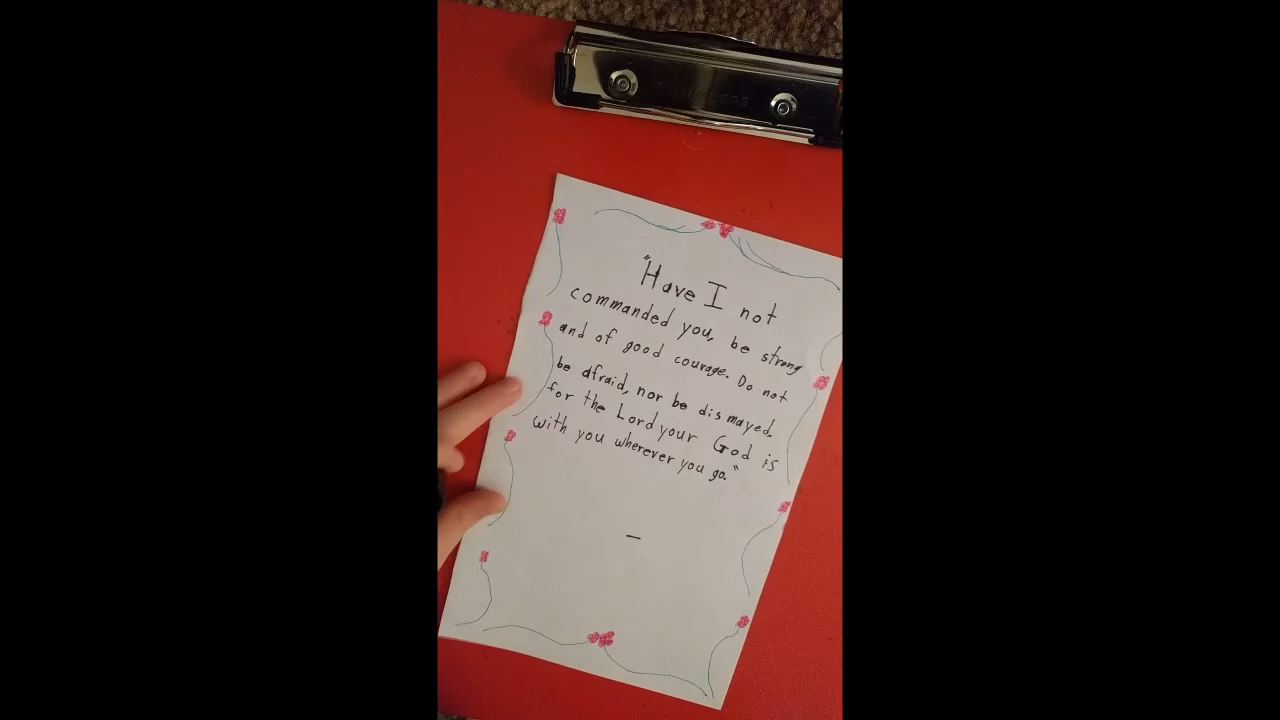 "Have I not
commanded you, be strong
and of good courage. Do not
be afraid, nor be dismayed.
for the Lord your God is
with you wherever you go."
—